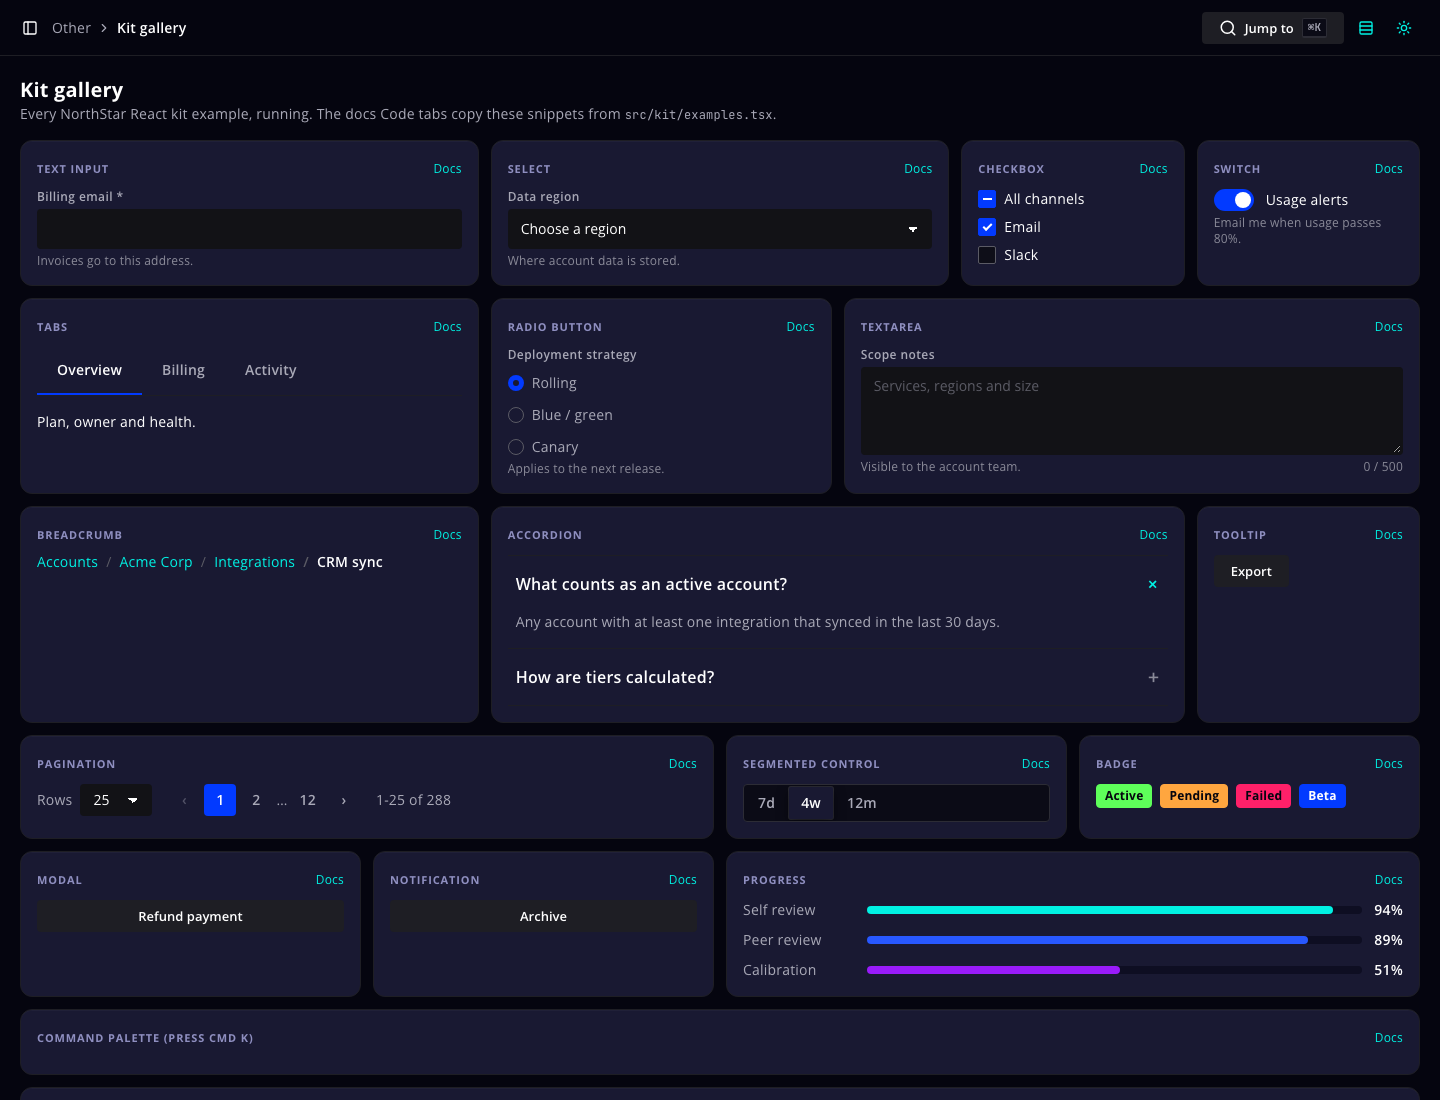 Other > Kit gallery
Jump to ⌘K
Kit gallery
Every NorthStar React kit example, running. The docs Code tabs copy these snippets from src/kit/examples.tsx.
TEXT INPUT Docs
Billing email *
Invoices go to this address.
SELECT Docs
Data region
Choose a region
Where account data is stored.
CHECKBOX Docs
All channels
Email
Slack
SWITCH Docs
Usage alerts
Email me when usage passes
80%.
TABS Docs
Overview Billing Activity
Plan, owner and health.
RADIO BUTTON Docs
Deployment strategy
Rolling
Blue / green
Canary
Applies to the next release.
TEXTAREA Docs
Scope notes
Services, regions and size
Visible to the account team. 0 / 500
BREADCRUMB Docs
Accounts / Acme Corp / Integrations / CRM sync
ACCORDION Docs
What counts as an active account? ×
Any account with at least one integration that synced in the last 30 days.
How are tiers calculated? +
TOOLTIP Docs
Export
PAGINATION Docs
Rows 25 ‹ 1 2 … 12 › 1-25 of 288
SEGMENTED CONTROL Docs
7d 4w 12m
BADGE Docs
Active Pending Failed Beta
MODAL Docs
Refund payment
NOTIFICATION Docs
Archive
PROGRESS Docs
Self review 94%
Peer review 89%
Calibration 51%
COMMAND PALETTE (PRESS CMD K) Docs